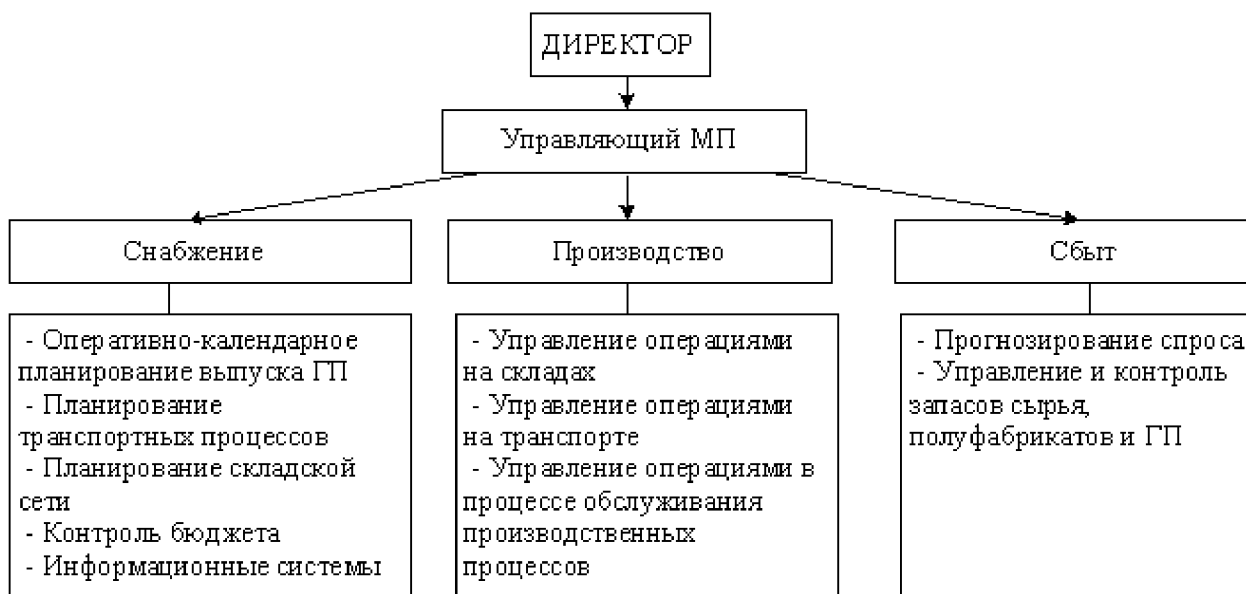 ДИРЕКТОР
Управляющий МП
Снабжение
Производство
Сбыт
- Оперативно-календарное
планирование выпуска ГП
- Планирование
транспортных процессов
- Планирование складской
сети
- Контроль бюджета
- Информационные системы
- Управление операциями
на складах
- Управление операциями
на транспорте
- Управление операциями в
процессе обслуживания
производственных
процессов
- Прогнозирование спроса
- Управление и контроль
запасов сырья,
полуфабрикатов и ГП